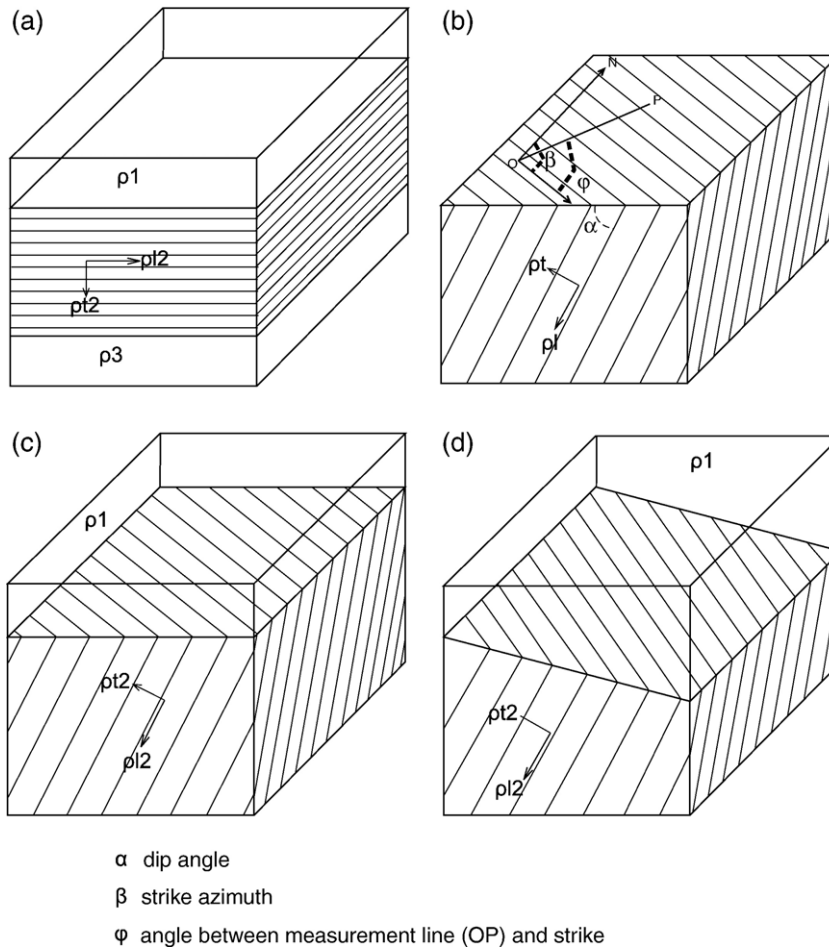 (a)
ρ1
ρl2
ρt2
ρ3
(b)
N
P
O
β
φ
α
ρt
ρl
(c)
ρ1
ρt2
ρl2
(d)
ρ1
ρt2
ρl2
α dip angle
β strike azimuth
φ angle between measurement line (OP) and strike